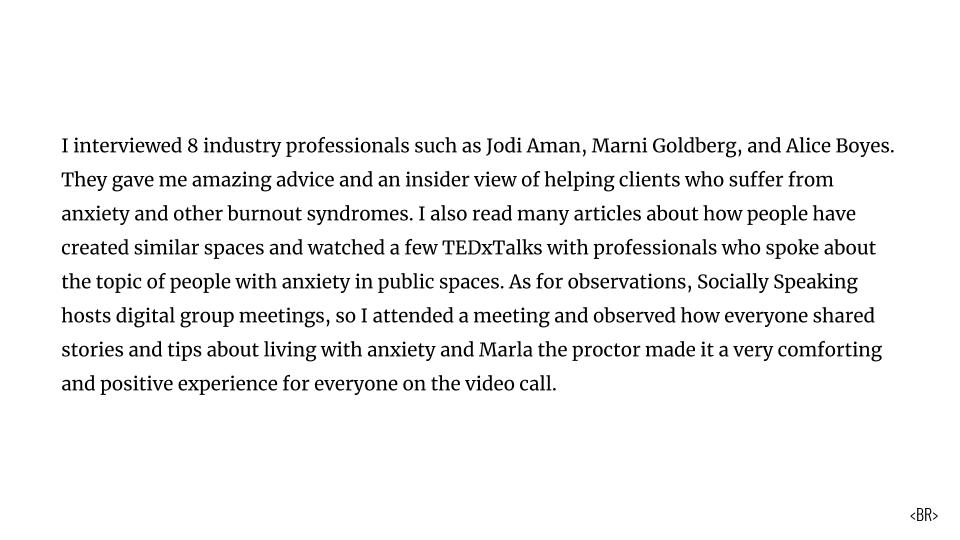 I interviewed 8 industry professionals such as Jodi Aman, Marni Goldberg, and Alice Boyes.
They gave me amazing advice and an insider view of helping clients who suffer from
anxiety and other burnout syndromes. I also read many articles about how people have
created similar spaces and watched a few TEDxTalks with professionals who spoke about
the topic of people with anxiety in public spaces. As for observations, Socially Speaking
hosts digital group meetings, so I attended a meeting and observed how everyone shared
stories and tips about living with anxiety and Marla the proctor made it a very comforting
and positive experience for everyone on the video call.
<BR>